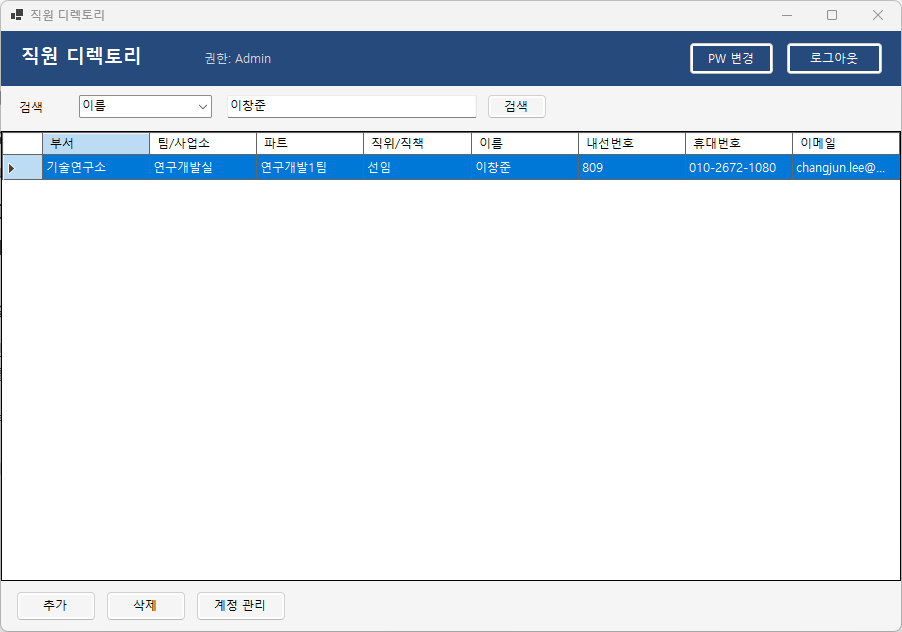 직원 디렉토리
직원 디렉토리 권한: Admin PW 변경 로그아웃
검색 이름 이창준 검색
부서 팀/사업소 파트 직위/직책 이름 내선번호 휴대번호 이메일
기술연구소 연구개발실 연구개발1팀 선임 이창준 809 010-2672-1080 changjun.lee@...
추가 삭제 계정 관리